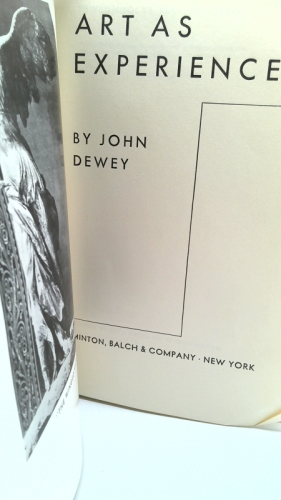 ART AS
EXPERIENCE
BY JOHN
DEWEY
MINTON, BALCH & COMPANY · NEW YORK